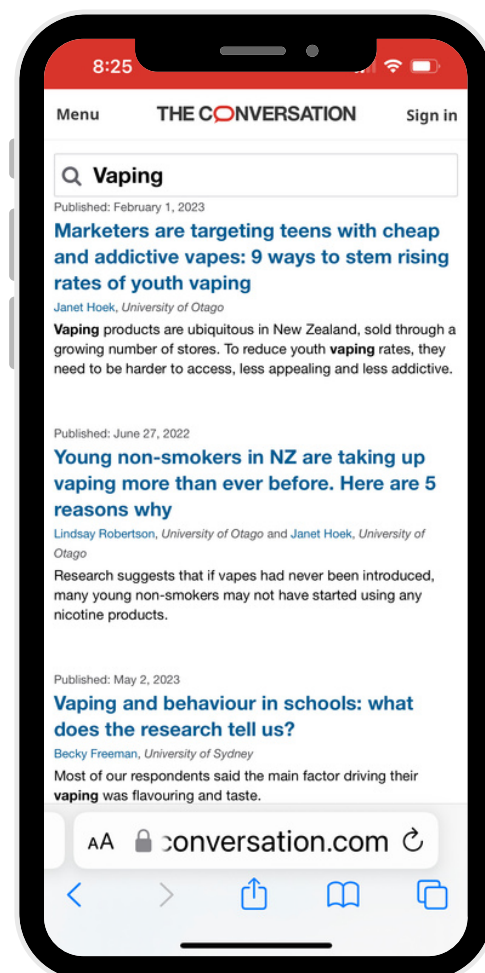 8:25
Menu THE CONVERSATION Sign in
Vaping
Published: February 1, 2023
Marketers are targeting teens with cheap
and addictive vapes: 9 ways to stem rising
rates of youth vaping
Janet Hoek, University of Otago
Vaping products are ubiquitous in New Zealand, sold through a
growing number of stores. To reduce youth vaping rates, they
need to be harder to access, less appealing and less addictive.
Published: June 27, 2022
Young non-smokers in NZ are taking up
vaping more than ever before. Here are 5
reasons why
Lindsay Robertson, University of Otago and Janet Hoek, University of
Otago
Research suggests that if vapes had never been introduced,
many young non-smokers may not have started using any
nicotine products.
Published: May 2, 2023
Vaping and behaviour in schools: what
does the research tell us?
Becky Freeman, University of Sydney
Most of our respondents said the main factor driving their
vaping was flavouring and taste.
AA conversation.com